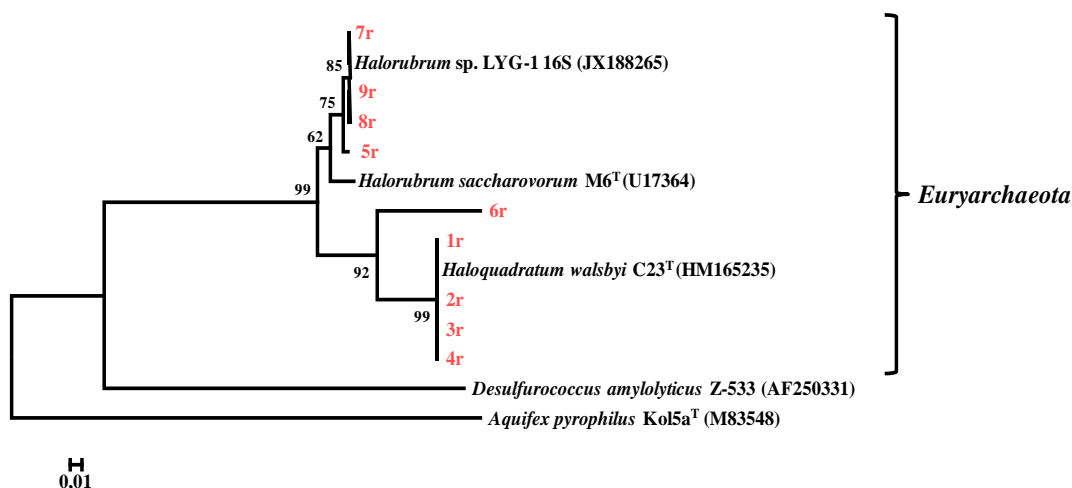 7r
85
Halorubrum sp. LYG-1 16S (JX188265)
9r
75
8r
62
5r
Halorubrum saccharovorum M6ᵀ (U17364)
99
Euryarchaeota
6r
1r
92
Haloquadratum walsbyi C23ᵀ (HM165235)
2r
99
3r
4r
Desulfurococcus amylolyticus Z-533 (AF250331)
Aquifex pyrophilus Kol5aᵀ (M83548)
0.01